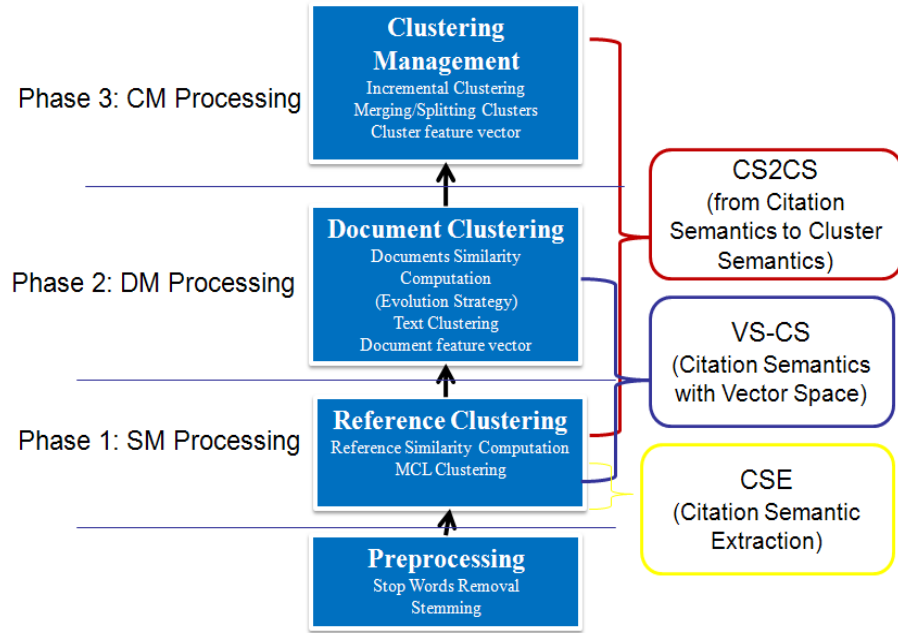 Clustering
Management
Incremental Clustering
Merging/Splitting Clusters
Cluster feature vector
Phase 3: CM Processing
CS2CS
(from Citation
Semantics to Cluster
Semantics)
Document Clustering
Documents Similarity
Computation
(Evolution Strategy)
Text Clustering
Document feature vector
Phase 2: DM Processing
VS-CS
(Citation Semantics
with Vector Space)
Reference Clustering
Reference Similarity Computation
MCL Clustering
Phase 1: SM Processing
CSE
(Citation Semantic
Extraction)
Preprocessing
Stop Words Removal
Stemming